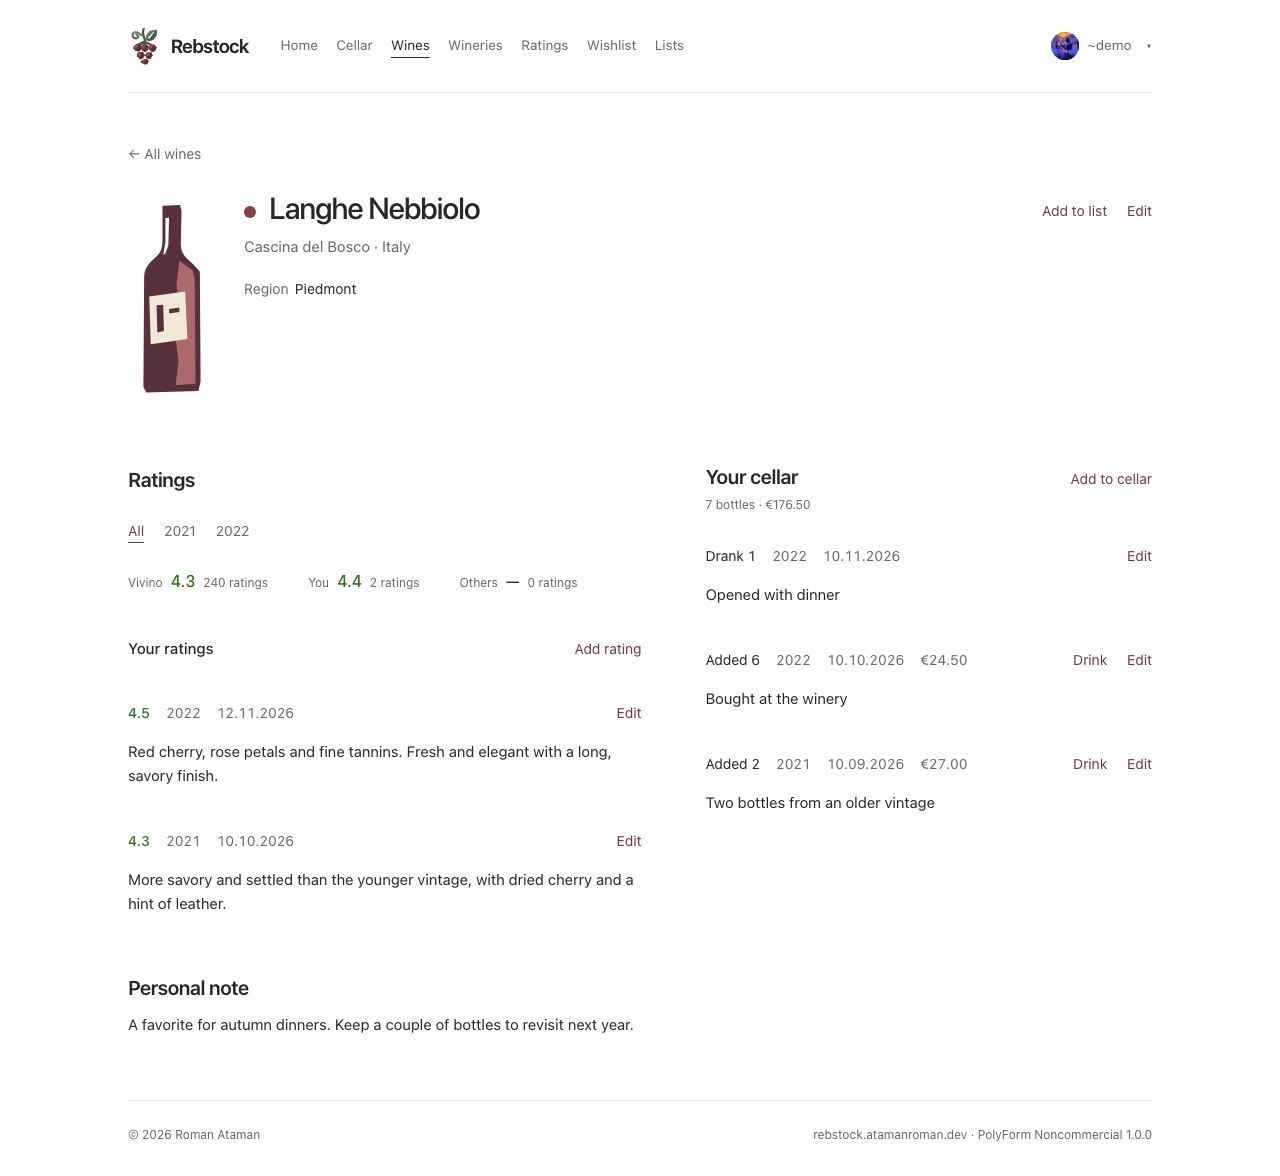 Rebstock
Home Cellar Wines Wineries Ratings Wishlist Lists
~demo
← All wines
Langhe Nebbiolo
Add to list Edit
Cascina del Bosco · Italy
Region Piedmont
Ratings
All 2021 2022
Vivino 4.3 240 ratings You 4.4 2 ratings Others — 0 ratings
Your ratings Add rating
4.5 2022 12.11.2026 Edit
Red cherry, rose petals and fine tannins. Fresh and elegant with a long,
savory finish.
4.3 2021 10.10.2026 Edit
More savory and settled than the younger vintage, with dried cherry and a
hint of leather.
Personal note
A favorite for autumn dinners. Keep a couple of bottles to revisit next year.
Your cellar Add to cellar
7 bottles · €176.50
Drank 1 2022 10.11.2026 Edit
Opened with dinner
Added 6 2022 10.10.2026 €24.50 Drink Edit
Bought at the winery
Added 2 2021 10.09.2026 €27.00 Drink Edit
Two bottles from an older vintage
© 2026 Roman Ataman
rebstock.atamanroman.dev · PolyForm Noncommercial 1.0.0